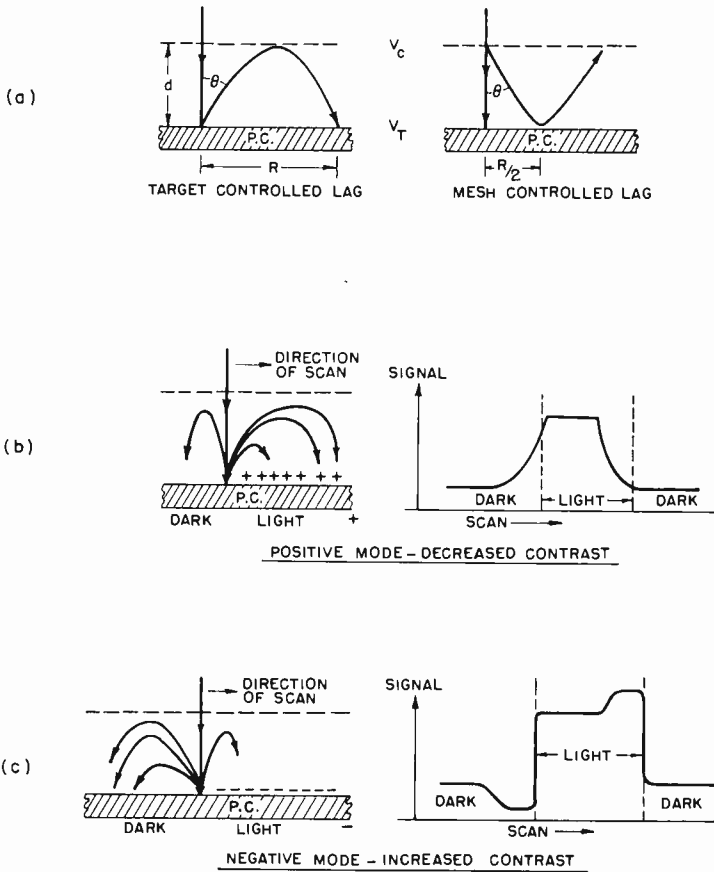 (a)
d
θ
P.C.
R
TARGET CONTROLLED LAG
V_C
V_T
θ
P.C.
R/2
MESH CONTROLLED LAG
(b)
DIRECTION
OF SCAN
+ + + + + + + +
P.C.
DARK LIGHT +
SIGNAL
DARK LIGHT DARK
SCAN
POSITIVE MODE – DECREASED CONTRAST
(c)
DIRECTION
OF SCAN
P.C.
DARK LIGHT –
SIGNAL
LIGHT
DARK DARK
SCAN
NEGATIVE MODE – INCREASED CONTRAST